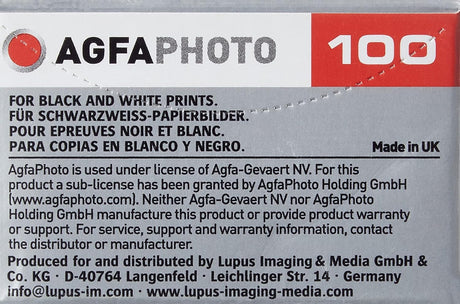 AGFAPHOTO 100
FOR BLACK AND WHITE PRINTS.
FÜR SCHWARZWEISS-PAPIERBILDER.
POUR EPREUVES NOIR ET BLANC.
PARA COPIAS EN BLANCO Y NEGRO. Made in UK
AgfaPhoto is used under license of Agfa-Gevaert NV. For this
product a sub-license has been granted by AgfaPhoto Holding GmbH
(www.agfaphoto.com). Neither Agfa-Gevaert NV nor AgfaPhoto
Holding GmbH manufacture this product or provide product warranty
or support. For service, support and warranty information, contact
the distributor or manufacturer.
Produced for and distributed by Lupus Imaging & Media GmbH &
Co. KG · D-40764 Langenfeld · Leichlinger Str. 14 · Germany
info@lupus-im.com · www.lupus-imaging-media.com